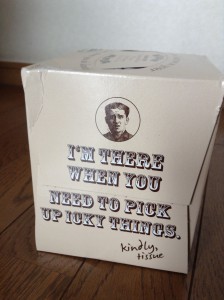 I'M THERE
WHEN YOU
NEED TO PICK
UP ICKY THINGS.
kindly,
tissue